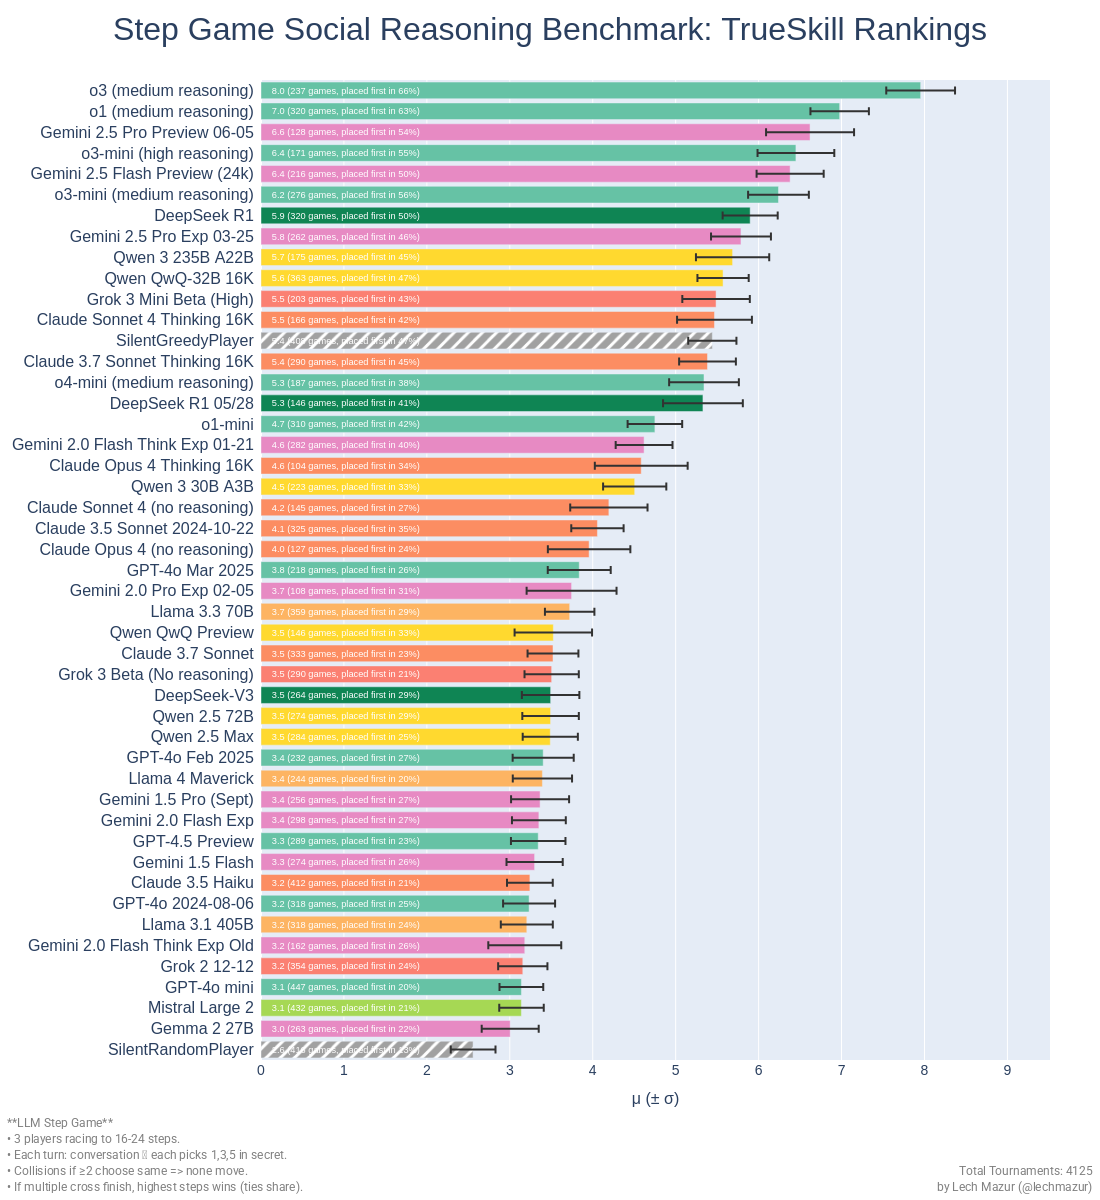 Step Game Social Reasoning Benchmark: TrueSkill Rankings
o3 (medium reasoning) 8.0 (237 games, placed first in 66%)
o1 (medium reasoning) 7.0 (320 games, placed first in 63%)
Gemini 2.5 Pro Preview 06-05 6.6 (128 games, placed first in 54%)
o3-mini (high reasoning) 6.4 (171 games, placed first in 55%)
Gemini 2.5 Flash Preview (24k) 6.4 (216 games, placed first in 50%)
o3-mini (medium reasoning) 6.2 (276 games, placed first in 56%)
DeepSeek R1 5.9 (320 games, placed first in 50%)
Gemini 2.5 Pro Exp 03-25 5.8 (262 games, placed first in 46%)
Qwen 3 235B A22B 5.7 (175 games, placed first in 45%)
Qwen QwQ-32B 16K 5.6 (363 games, placed first in 47%)
Grok 3 Mini Beta (High) 5.5 (203 games, placed first in 43%)
Claude Sonnet 4 Thinking 16K 5.5 (166 games, placed first in 42%)
SilentGreedyPlayer games, placed first in
Claude 3.7 Sonnet Thinking 16K 5.4 (290 games, placed first in 45%)
o4-mini (medium reasoning) 5.3 (187 games, placed first in 38%)
DeepSeek R1 05/28 5.3 (146 games, placed first in 41%)
o1-mini 4.7 (310 games, placed first in 42%)
Gemini 2.0 Flash Think Exp 01-21 4.6 (282 games, placed first in 40%)
Claude Opus 4 Thinking 16K 4.6 (104 games, placed first in 34%)
Qwen 3 30B A3B 4.5 (223 games, placed first in 33%)
Claude Sonnet 4 (no reasoning) 4.2 (145 games, placed first in 27%)
Claude 3.5 Sonnet 2024-10-22 4.1 (325 games, placed first in 35%)
Claude Opus 4 (no reasoning) 4.0 (127 games, placed first in 24%)
GPT-4o Mar 2025 3.8 (218 games, placed first in 26%)
Gemini 2.0 Pro Exp 02-05 3.7 (108 games, placed first in 31%)
Llama 3.3 70B 3.7 (359 games, placed first in 29%)
Qwen QwQ Preview 3.5 (146 games, placed first in 33%)
Claude 3.7 Sonnet 3.5 (333 games, placed first in 23%)
Grok 3 Beta (No reasoning) 3.5 (290 games, placed first in 21%)
DeepSeek-V3 3.5 (264 games, placed first in 29%)
Qwen 2.5 72B 3.5 (274 games, placed first in 29%)
Qwen 2.5 Max 3.5 (284 games, placed first in 25%)
GPT-4o Feb 2025 3.4 (232 games, placed first in 27%)
Llama 4 Maverick 3.4 (244 games, placed first in 20%)
Gemini 1.5 Pro (Sept) 3.4 (256 games, placed first in 27%)
Gemini 2.0 Flash Exp 3.4 (298 games, placed first in 27%)
GPT-4.5 Preview 3.3 (289 games, placed first in 23%)
Gemini 1.5 Flash 3.3 (274 games, placed first in 26%)
Claude 3.5 Haiku 3.2 (412 games, placed first in 21%)
GPT-4o 2024-08-06 3.2 (318 games, placed first in 25%)
Llama 3.1 405B 3.2 (318 games, placed first in 24%)
Gemini 2.0 Flash Think Exp Old 3.2 (162 games, placed first in 26%)
Grok 2 12-12 3.2 (354 games, placed first in 24%)
GPT-4o mini 3.1 (447 games, placed first in 20%)
Mistral Large 2 3.1 (432 games, placed first in 21%)
Gemma 2 27B 3.0 (263 games, placed first in 22%)
SilentRandomPlayer games, placed first in
0 1 2 3 4 5 6 7 8 9
μ (± σ)
**LLM Step Game**
• 3 players racing to 16-24 steps.
• Each turn: conversation each picks 1,3,5 in secret.
• Collisions if ≥2 choose same => none move.
• If multiple cross finish, highest steps wins (ties share).
Total Tournaments: 4125
by Lech Mazur (@lechmazur)